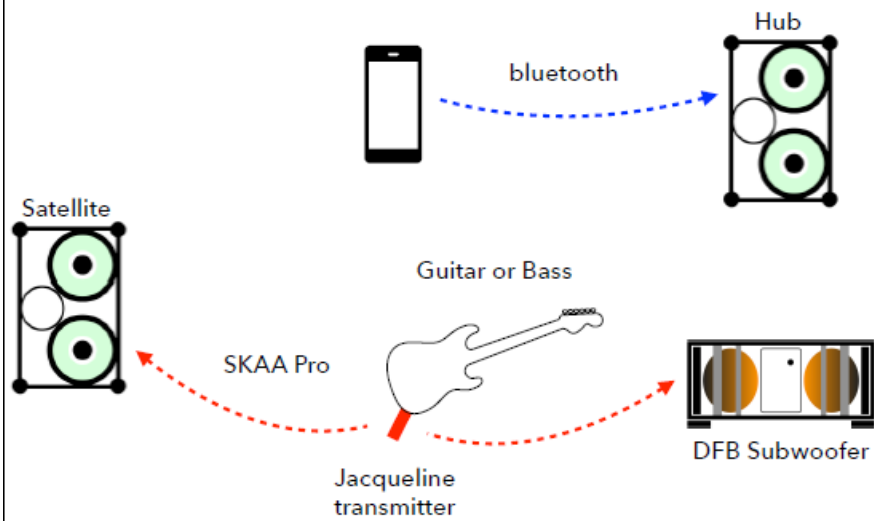 Hub
bluetooth
Satellite
Guitar or Bass
SKAA Pro
DFB Subwoofer
Jacqueline
transmitter